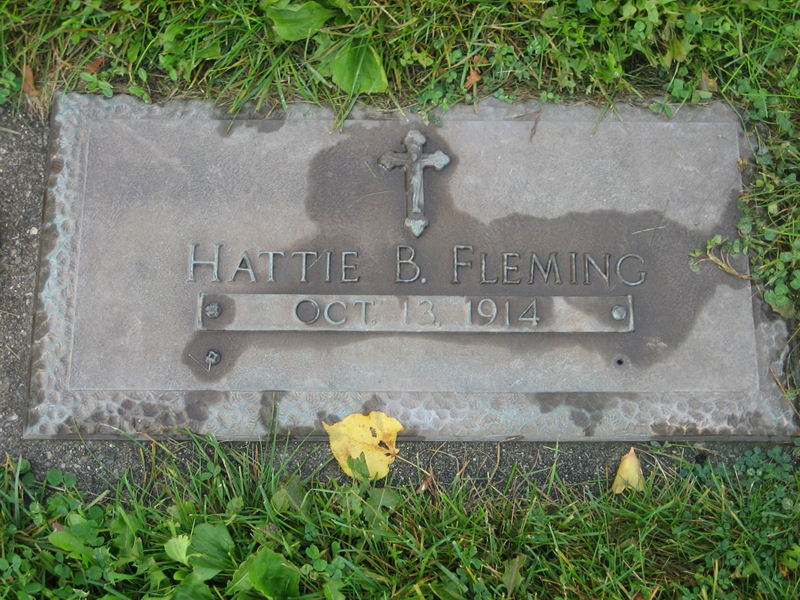 HATTIE B. FLEMING
OCT. 13, 1914